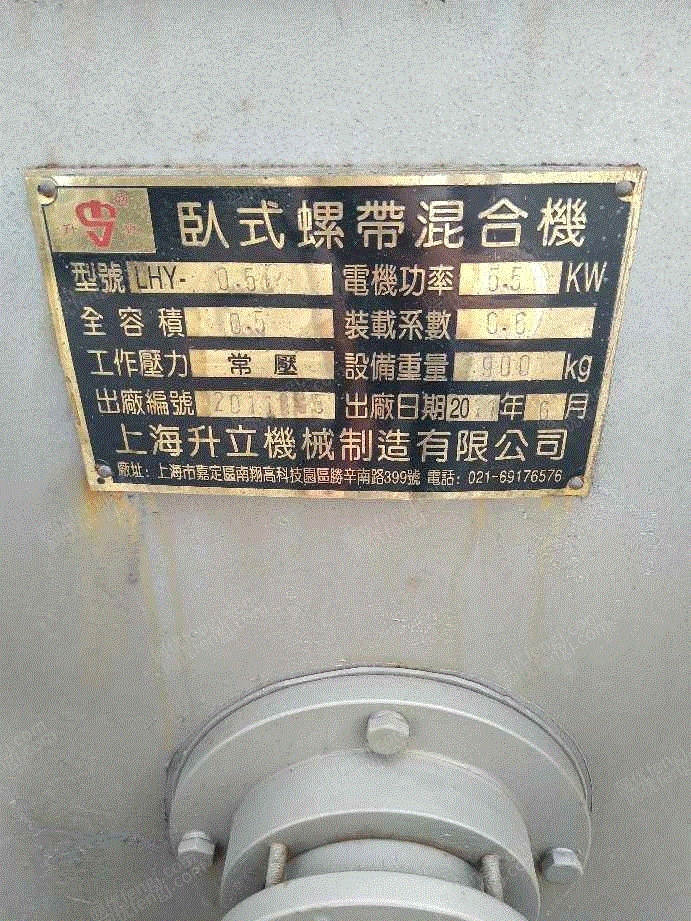 臥式螺帶混合機
型號 LHY- 電機功率 5.5 KW
全容積 0.5 裝載系數 0.6
工作壓力 常壓 設備重量 900 kg
出廠編號 出廠日期 20 年 6 月
上海升立機械制造有限公司
廠址：上海市嘉定區南翔高科技園區勝辛南路399號 電話：021-69176576